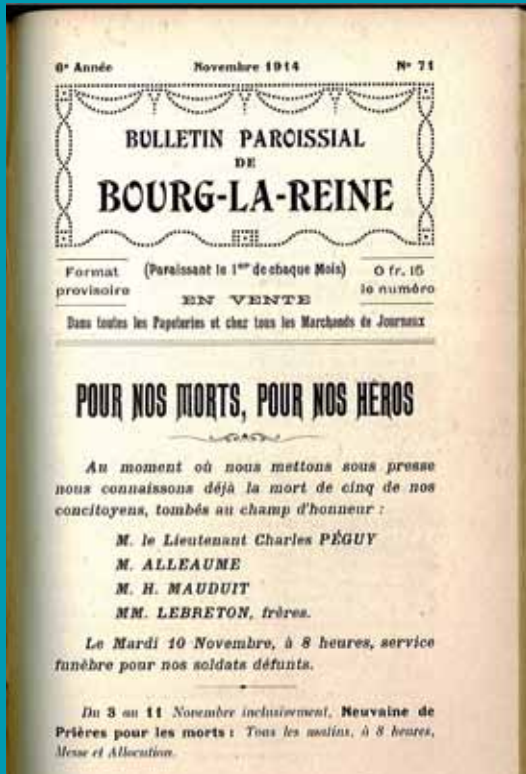 6e Année Novembre 1914 No 71
BULLETIN PAROISSIAL
DE
BOURG-LA-REINE
Format provisoire
(Paraissant le 1er de chaque Mois)
EN VENTE
0 fr. 15 le numéro
Dans toutes les Papeteries et chez tous les Marchands de Journaux
POUR NOS MORTS, POUR NOS HÉROS
Au moment où nous mettons sous presse
nous connaissons déjà la mort de cinq de nos
concitoyens, tombés au champ d'honneur :
M. le Lieutenant Charles PÉGUY
M. ALLEAUME
M. H. MAUDUIT
MM. LEBRETON, frères.
Le Mardi 10 Novembre, à 8 heures, service
funèbre pour nos soldats défunts.
Du 3 au 11 Novembre inclusivement, Neuvaine de
Prières pour les morts : Tous les matins, à 8 heures,
Messe et Allocution.